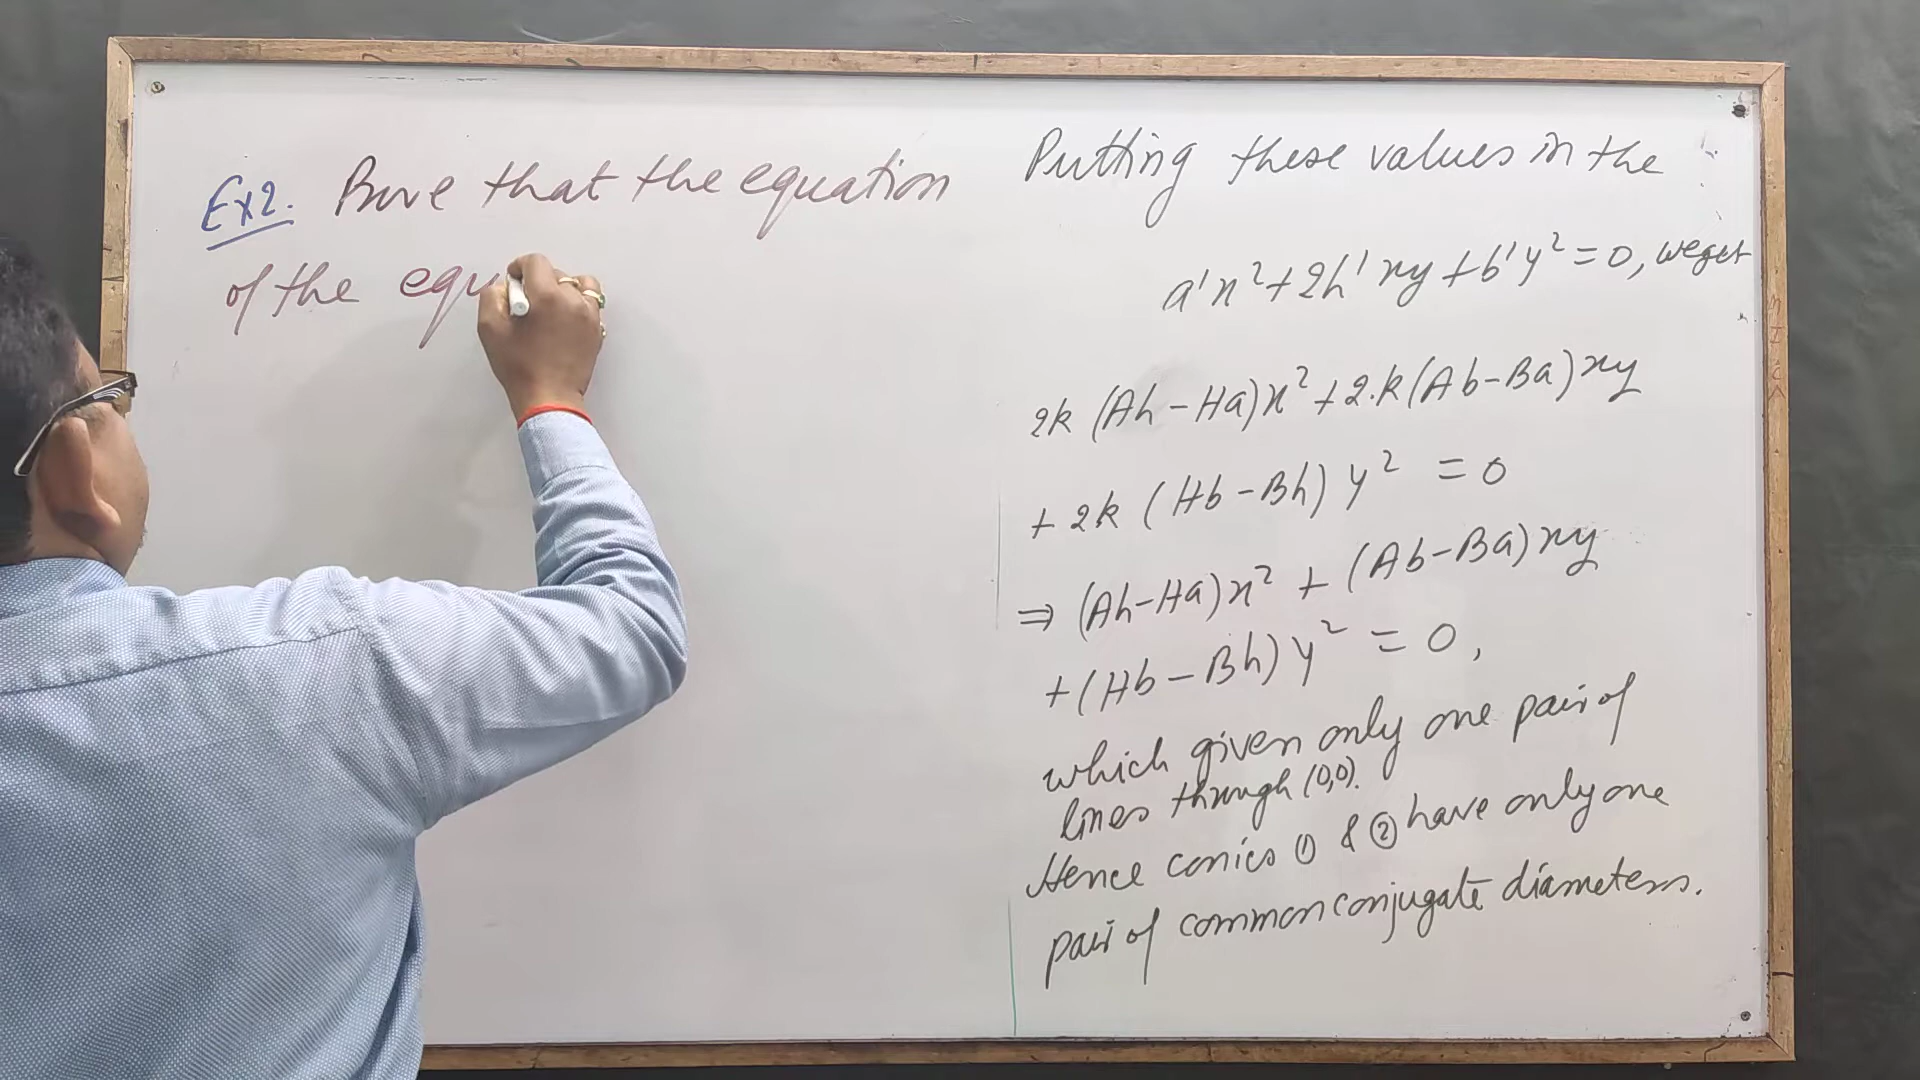 Ex2. Prove that the equation
of the equ
Putting these values in the
a'x²+2h'xy+b'y²=0, we get
2k (Ah-Ha)x²+2.k(Ab-Ba)xy
+ 2k (Hb-Bh) y² = 0
⇒ (Ah-Ha)x² + (Ab-Ba)xy
+(Hb-Bh)y² = 0,
which given only one pair of
lines through (0,0).
Hence conics ① & ② have only one
pair of common conjugate diameters.